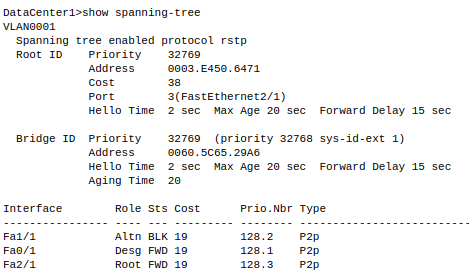 DataCenter1>show spanning-tree
VLAN0001
  Spanning tree enabled protocol rstp
  Root ID    Priority    32769
             Address     0003.E450.6471
             Cost        38
             Port        3(FastEthernet2/1)
             Hello Time  2 sec  Max Age 20 sec  Forward Delay 15 sec

  Bridge ID  Priority    32769  (priority 32768 sys-id-ext 1)
             Address     0060.5C65.29A6
             Hello Time  2 sec  Max Age 20 sec  Forward Delay 15 sec
             Aging Time  20

Interface        Role Sts Cost      Prio.Nbr Type
---------------- ---- --- --------- -------- --------------------------
Fa1/1            Altn BLK 19        128.2    P2p
Fa0/1            Desg FWD 19        128.1    P2p
Fa2/1            Root FWD 19        128.3    P2p